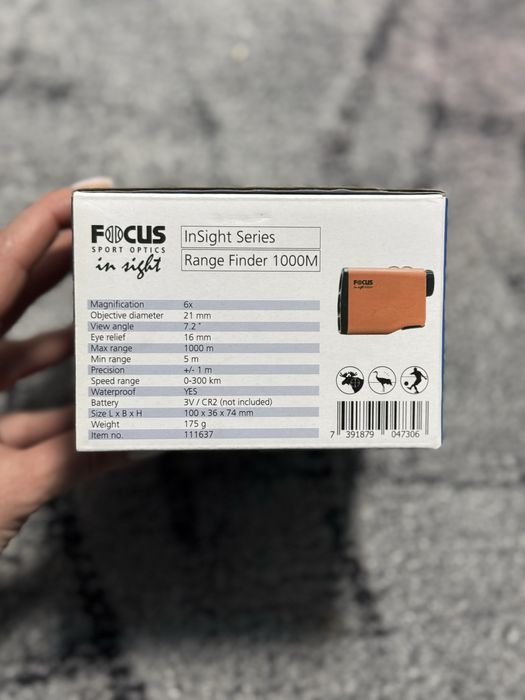 FOCUS
SPORT OPTICS
in sight
InSight Series
Range Finder 1000M
FOCUS
Magnification 6x
Objective diameter 21 mm
View angle 7.2 °
Eye relief 16 mm
Max range 1000 m
Min range 5 m
Precision +/- 1 m
Speed range 0-300 km
Waterproof YES
Battery 3V / CR2 (not included)
Size L x B x H 100 x 36 x 74 mm
Weight 175 g
Item no. 111637
7 391879 047306